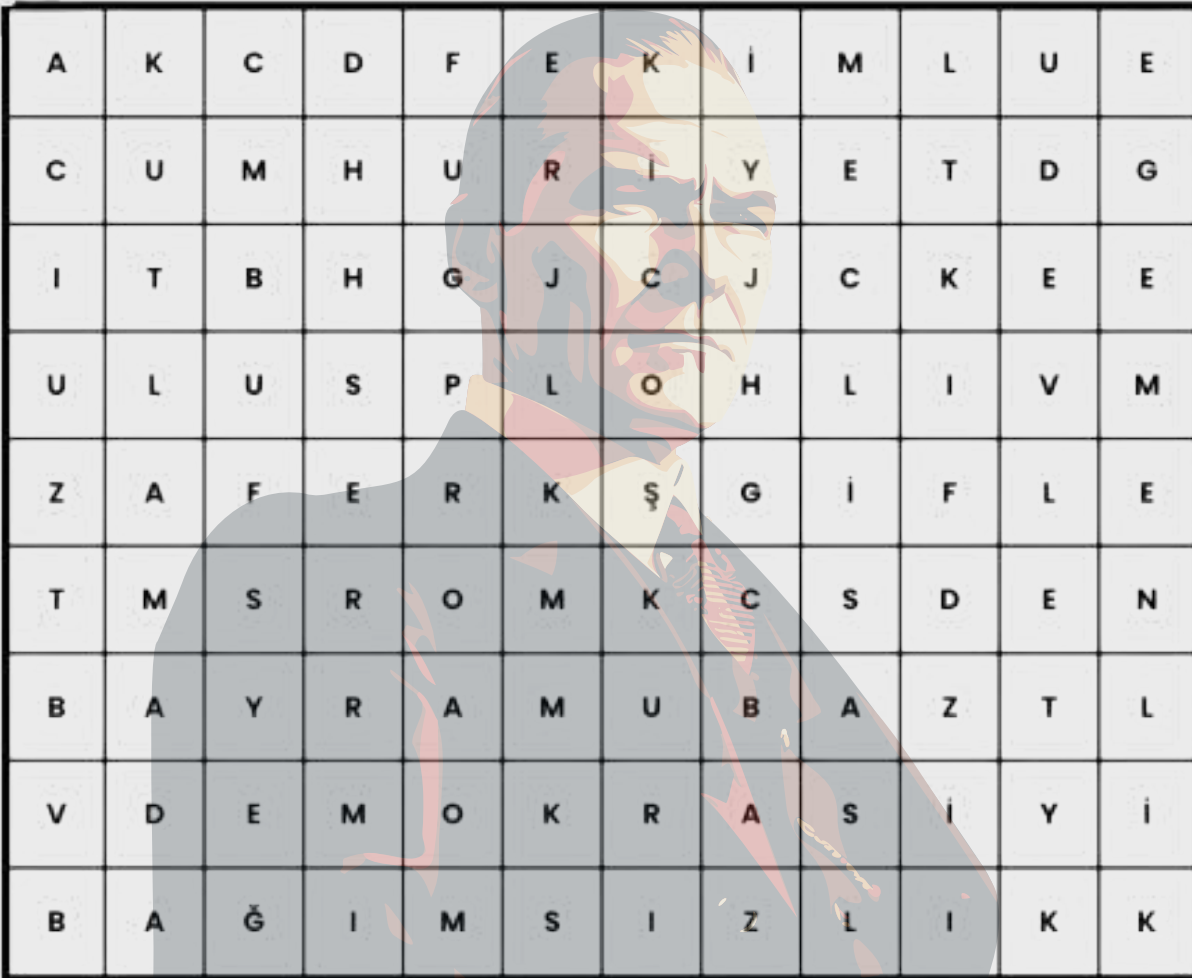 A K C D F E K İ M L U E
C U M H U R İ Y E T D G
I T B H G J C J C K E E
U L U S P L O H L I V M
Z A F E R K Ş G İ F L E
T M S R O M K C S D E N
B A Y R A M U B A Z T L
V D E M O K R A S İ Y İ
B A Ğ I M S I Z L I K K